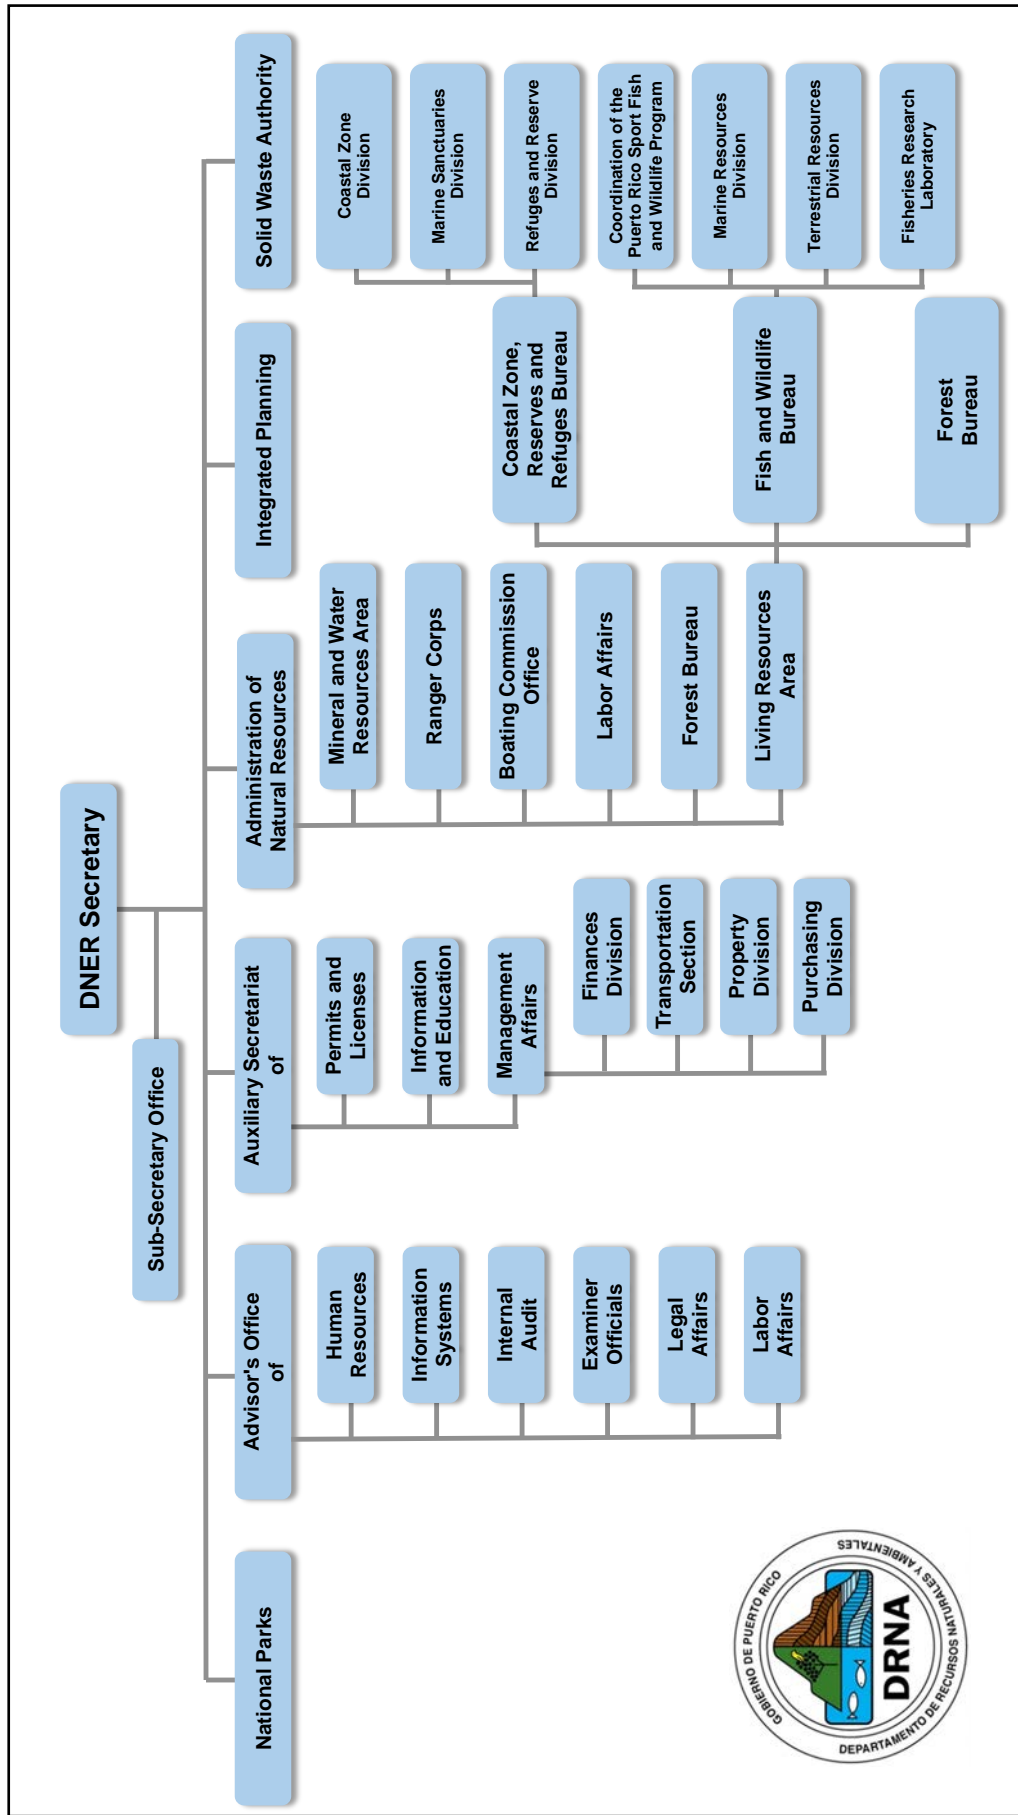 DNER Secretary
Sub-Secretary Office
National Parks
Advisor's Office
of
Auxiliary Secretariat
of
Administration of
Natural Resources
Integrated Planning
Solid Waste Authority
Human
Resources
Information
Systems
Internal
Audit
Examiner
Officials
Legal
Affairs
Labor
Affairs
Permits and
Licenses
Information
and Education
Management
Affairs
Finances
Division
Transportation
Section
Property
Division
Purchasing
Division
Mineral and Water
Resources Area
Ranger Corps
Boating Commission
Office
Labor Affairs
Forest Bureau
Living Resources
Area
Coastal Zone,
Reserves and
Refuges Bureau
Fish and Wildlife
Bureau
Forest
Bureau
Coastal Zone
Division
Marine Sanctuaries
Division
Refuges and Reserve
Division
Coordination of the
Puerto Rico Sport Fish
and Wildlife Program
Marine Resources
Division
Terrestrial Resources
Division
Fisheries Research
Laboratory
GOBIERNO DE PUERTO RICO
DRNA
DEPARTAMENTO DE RECURSOS NATURALES Y AMBIENTALES